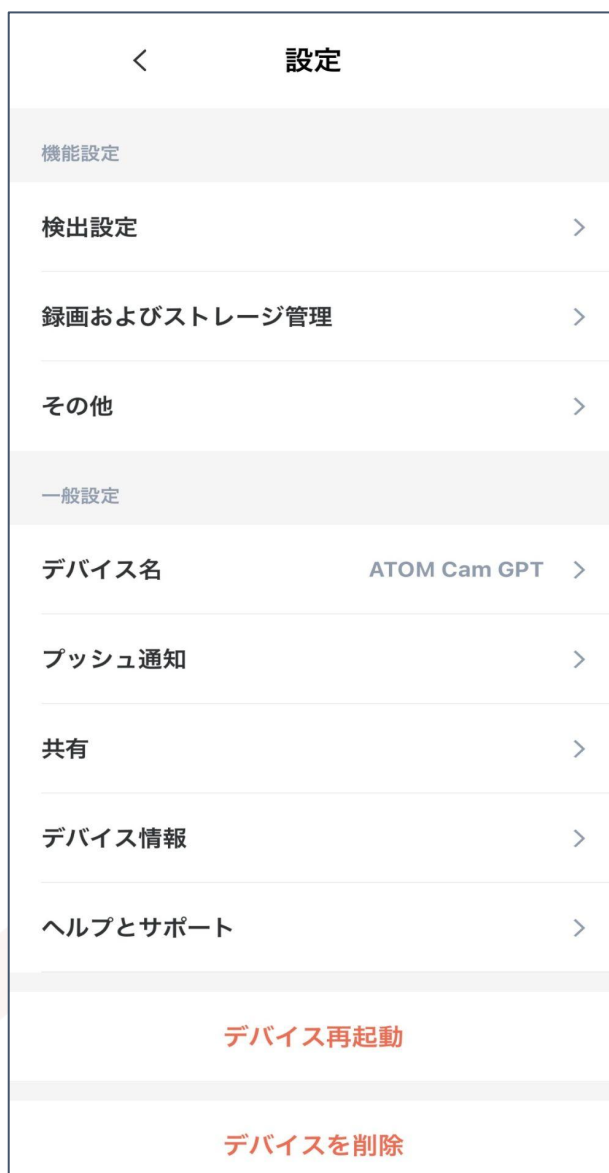 設定
機能設定
検出設定
録画およびストレージ管理
その他
一般設定
デバイス名 ATOM Cam GPT
プッシュ通知
共有
デバイス情報
ヘルプとサポート
デバイス再起動
デバイスを削除